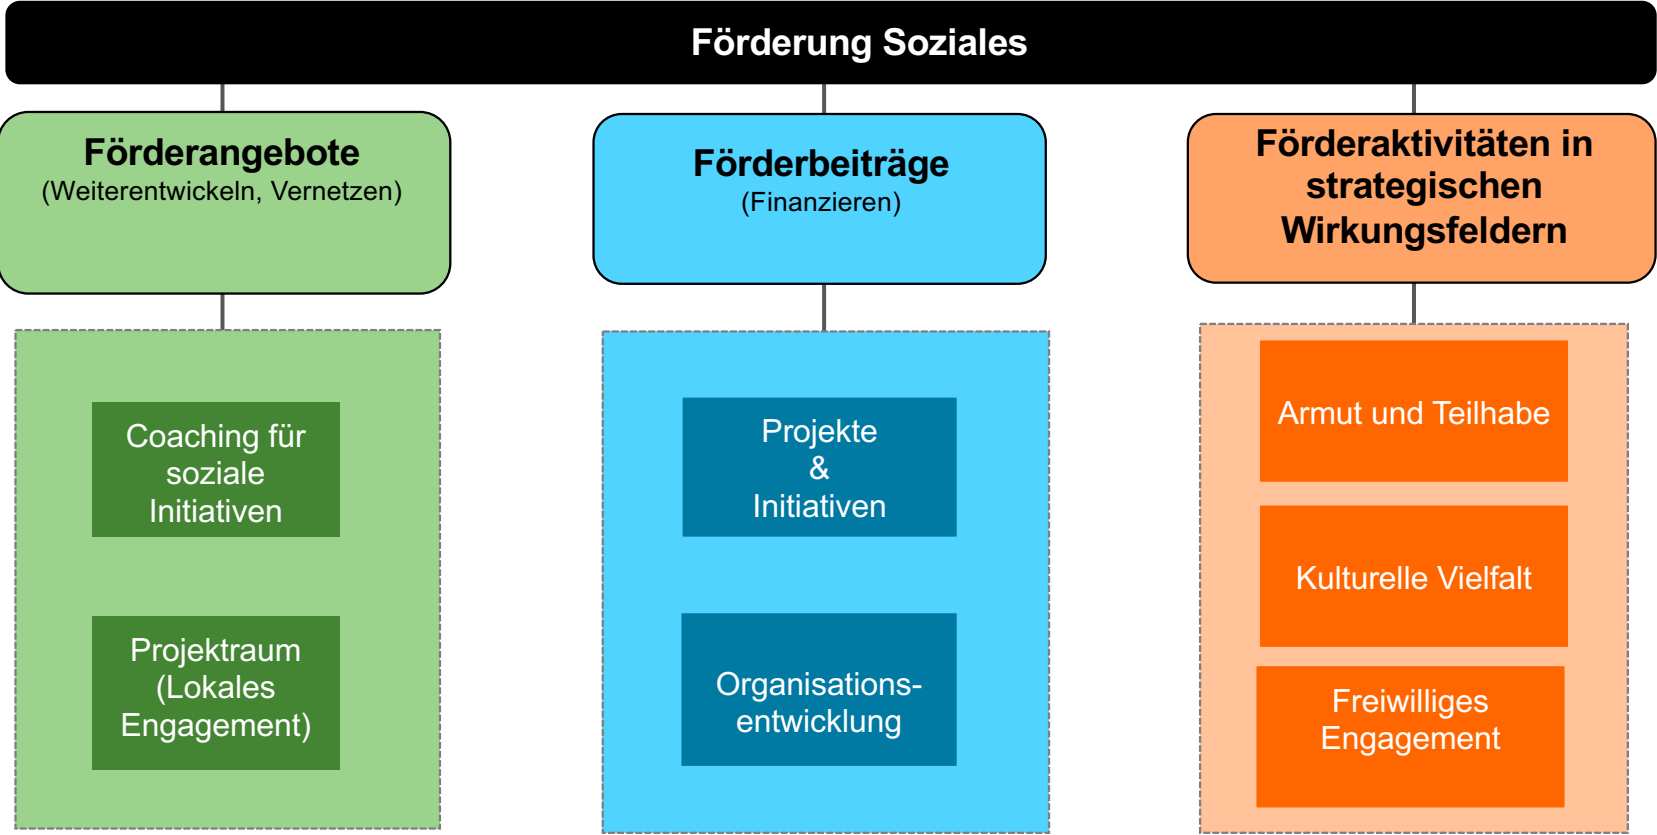 Förderung Soziales
Förderangebote
(Weiterentwickeln, Vernetzen)
Förderbeiträge
(Finanzieren)
Förderaktivitäten in
strategischen
Wirkungsfeldern
Coaching für
soziale
Initiativen
Projektraum
(Lokales
Engagement)
Projekte
&
Initiativen
Organisations-
entwicklung
Armut und Teilhabe
Kulturelle Vielfalt
Freiwilliges
Engagement